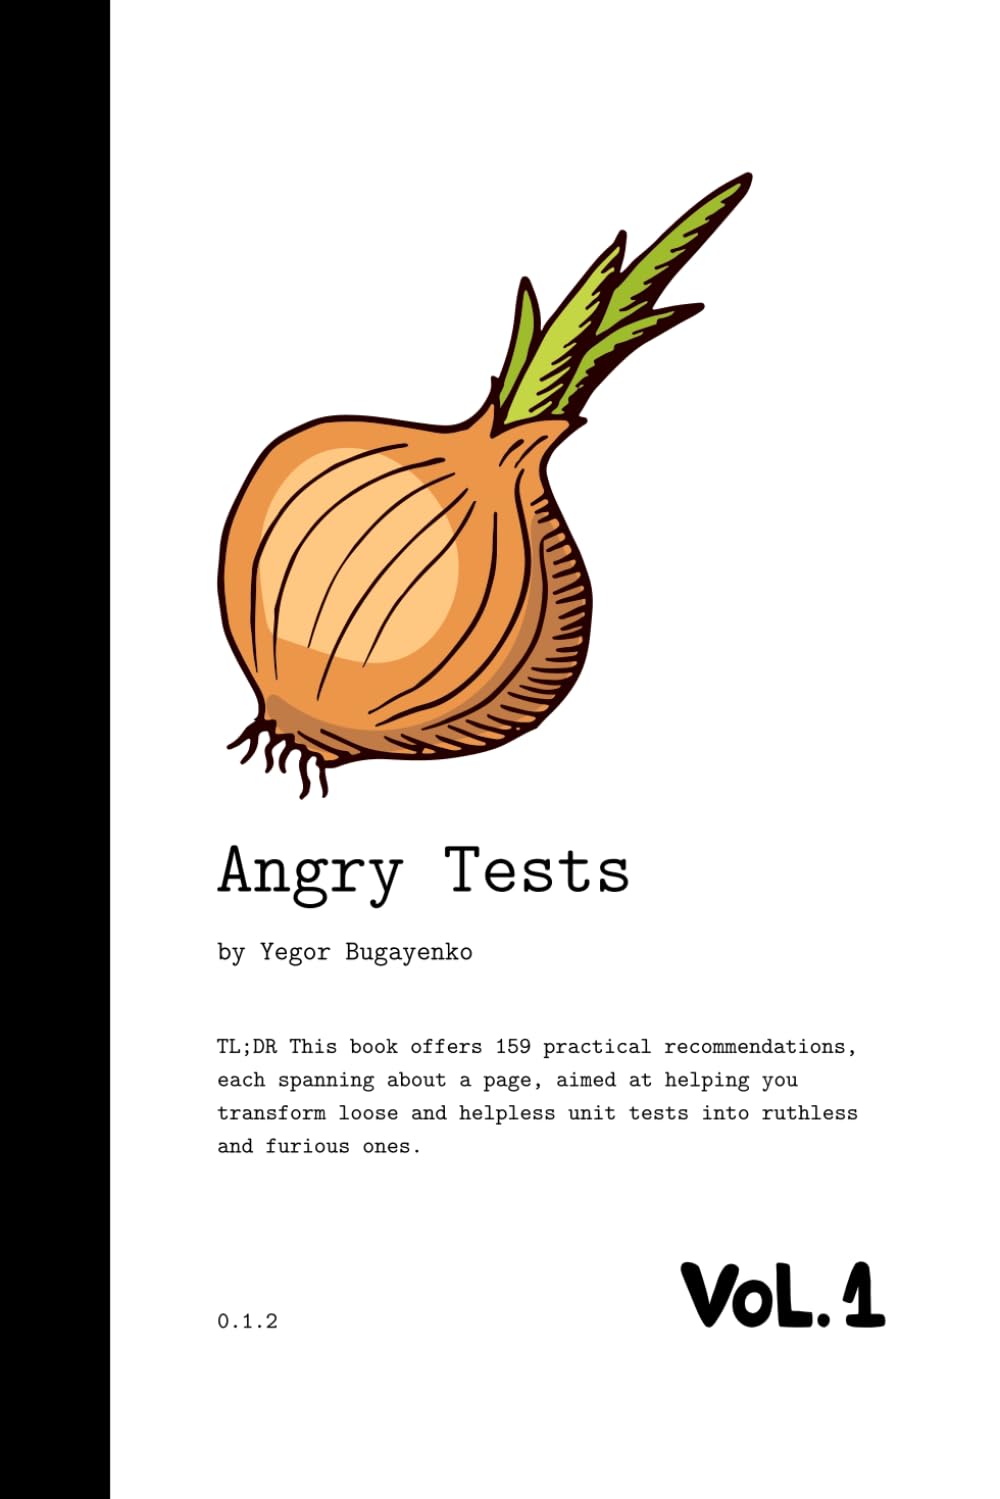 Angry Tests
by Yegor Bugayenko
TL;DR This book offers 159 practical recommendations,
each spanning about a page, aimed at helping you
transform loose and helpless unit tests into ruthless
and furious ones.
0.1.2
VoL. 1